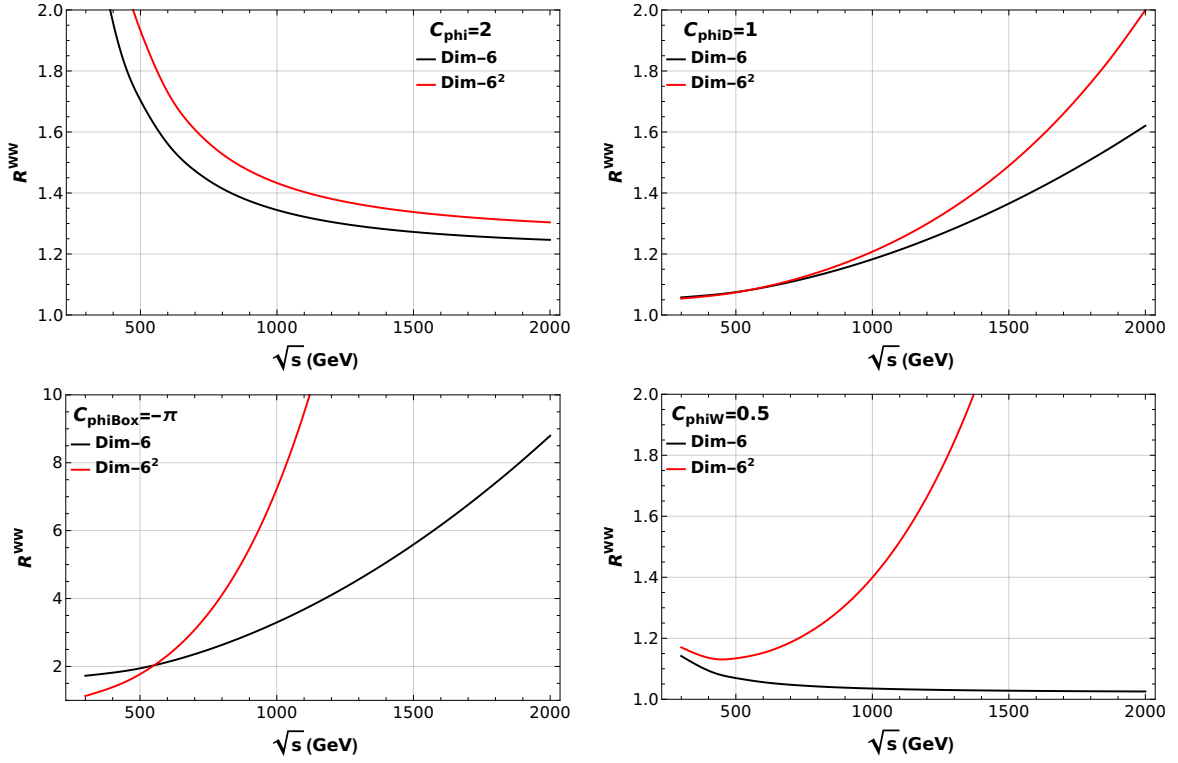 2.0
1.8
1.6
1.4
1.2
1.0
R^WW
C_phi=2
Dim–6
Dim–6²
500
1000
1500
2000
√s (GeV)
2.0
1.8
1.6
1.4
1.2
1.0
R^WW
C_phiD=1
Dim–6
Dim–6²
500
1000
1500
2000
√s (GeV)
10
8
6
4
2
R^WW
C_phiBox=–π
Dim–6
Dim–6²
500
1000
1500
2000
√s (GeV)
2.0
1.8
1.6
1.4
1.2
1.0
R^WW
C_phiW=0.5
Dim–6
Dim–6²
500
1000
1500
2000
√s (GeV)